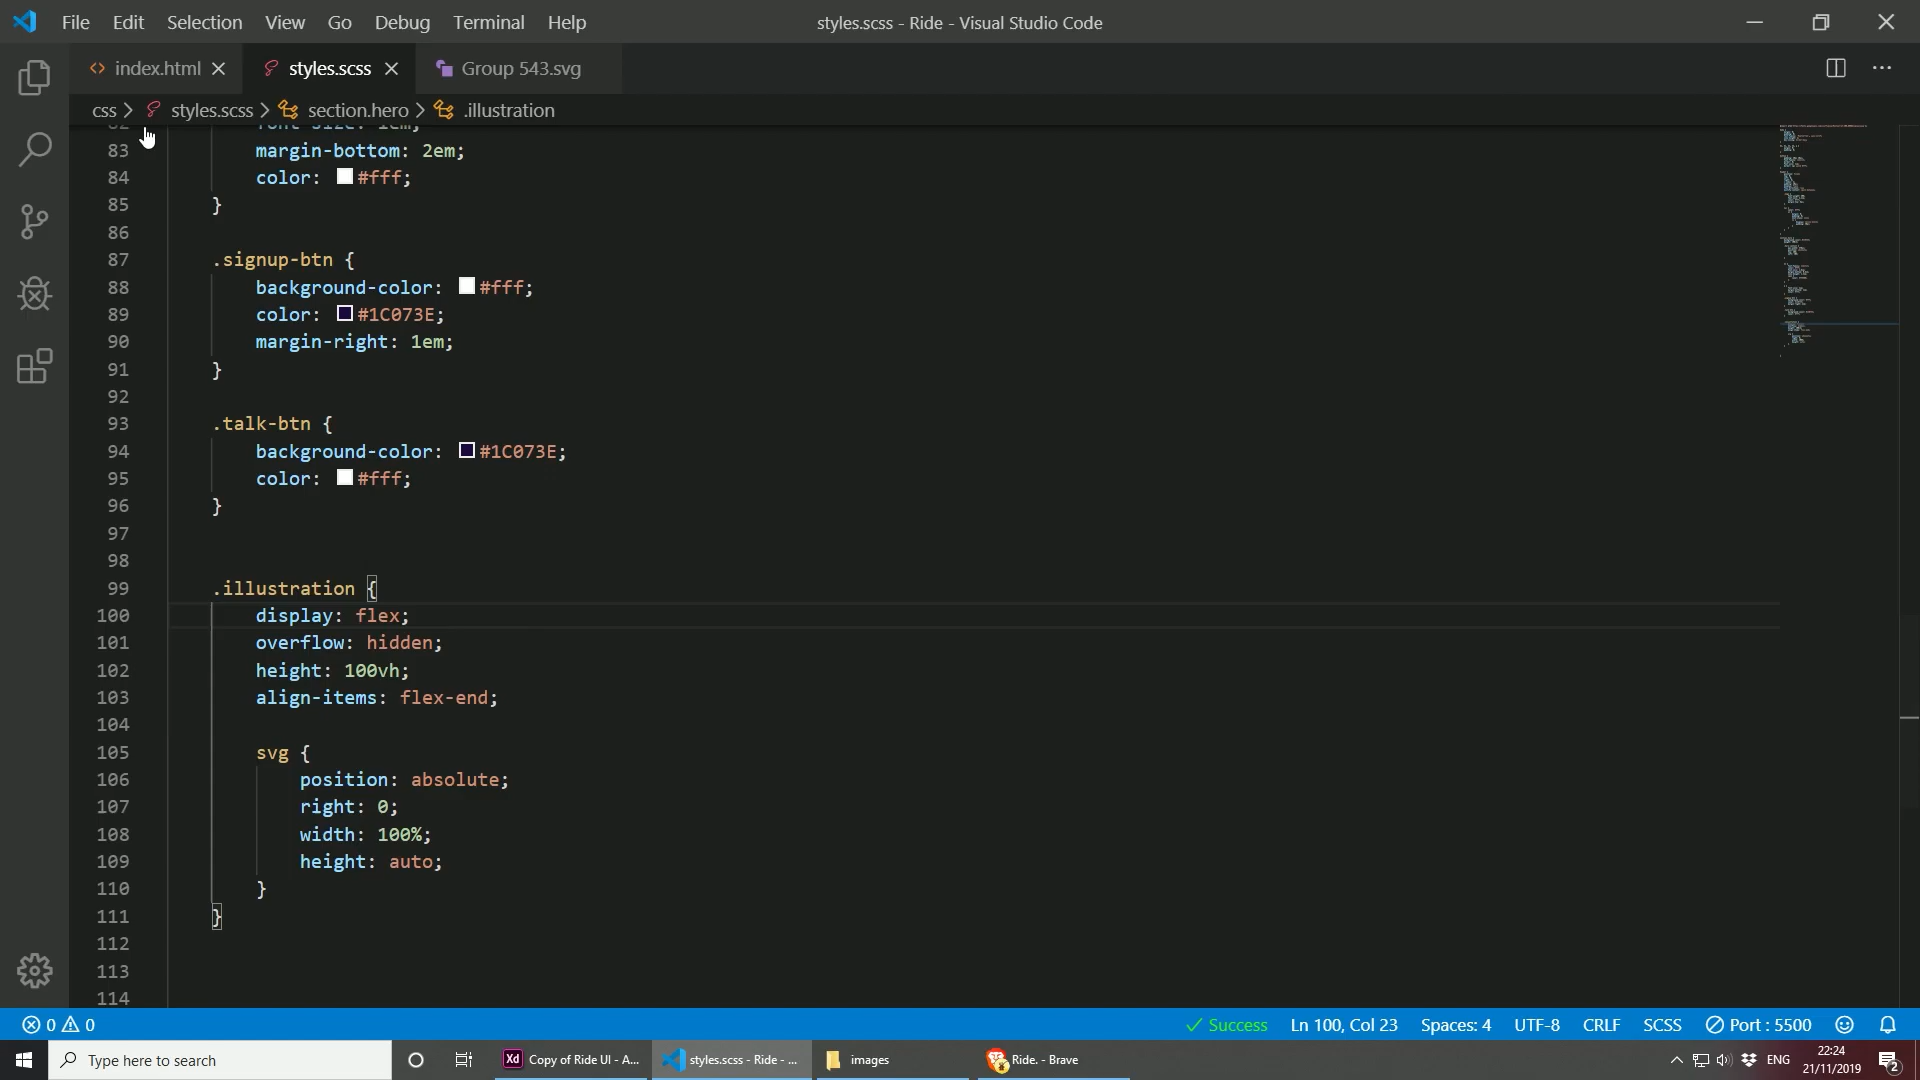 File Edit Selection View Go Debug Terminal Help styles.scss - Ride - Visual Studio Code
index.html styles.scss Group 543.svg
css styles.scss section.hero .illustration
82 font-size: 1em;
83 margin-bottom: 2em;
84 color: #fff;
85 }
86
87 .signup-btn {
88 background-color: #fff;
89 color: #1C073E;
90 margin-right: 1em;
91 }
92
93 .talk-btn {
94 background-color: #1C073E;
95 color: #fff;
96 }
97
98
99 .illustration {
100 display: flex;
101 overflow: hidden;
102 height: 100vh;
103 align-items: flex-end;
104
105 svg {
106 position: absolute;
107 right: 0;
108 width: 100%;
109 height: auto;
110 }
111 }
112
113
114
0 0 Success Ln 100, Col 23 Spaces: 4 UTF-8 CRLF SCSS Port : 5500
Type here to search Xd Copy of Ride UI - A... styles.scss - Ride - ... images Ride. - Brave ENG 22:24
21/11/2019 2